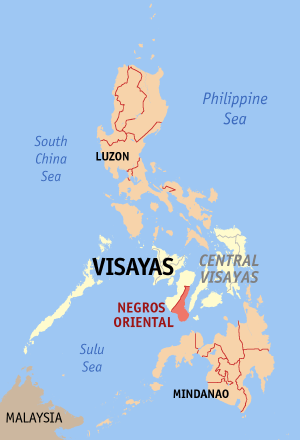 Philippine
Sea
South
China
Sea
LUZON
VISAYAS
CENTRAL
VISAYAS
NEGROS
ORIENTAL
Sulu
Sea
MINDANAO
MALAYSIA